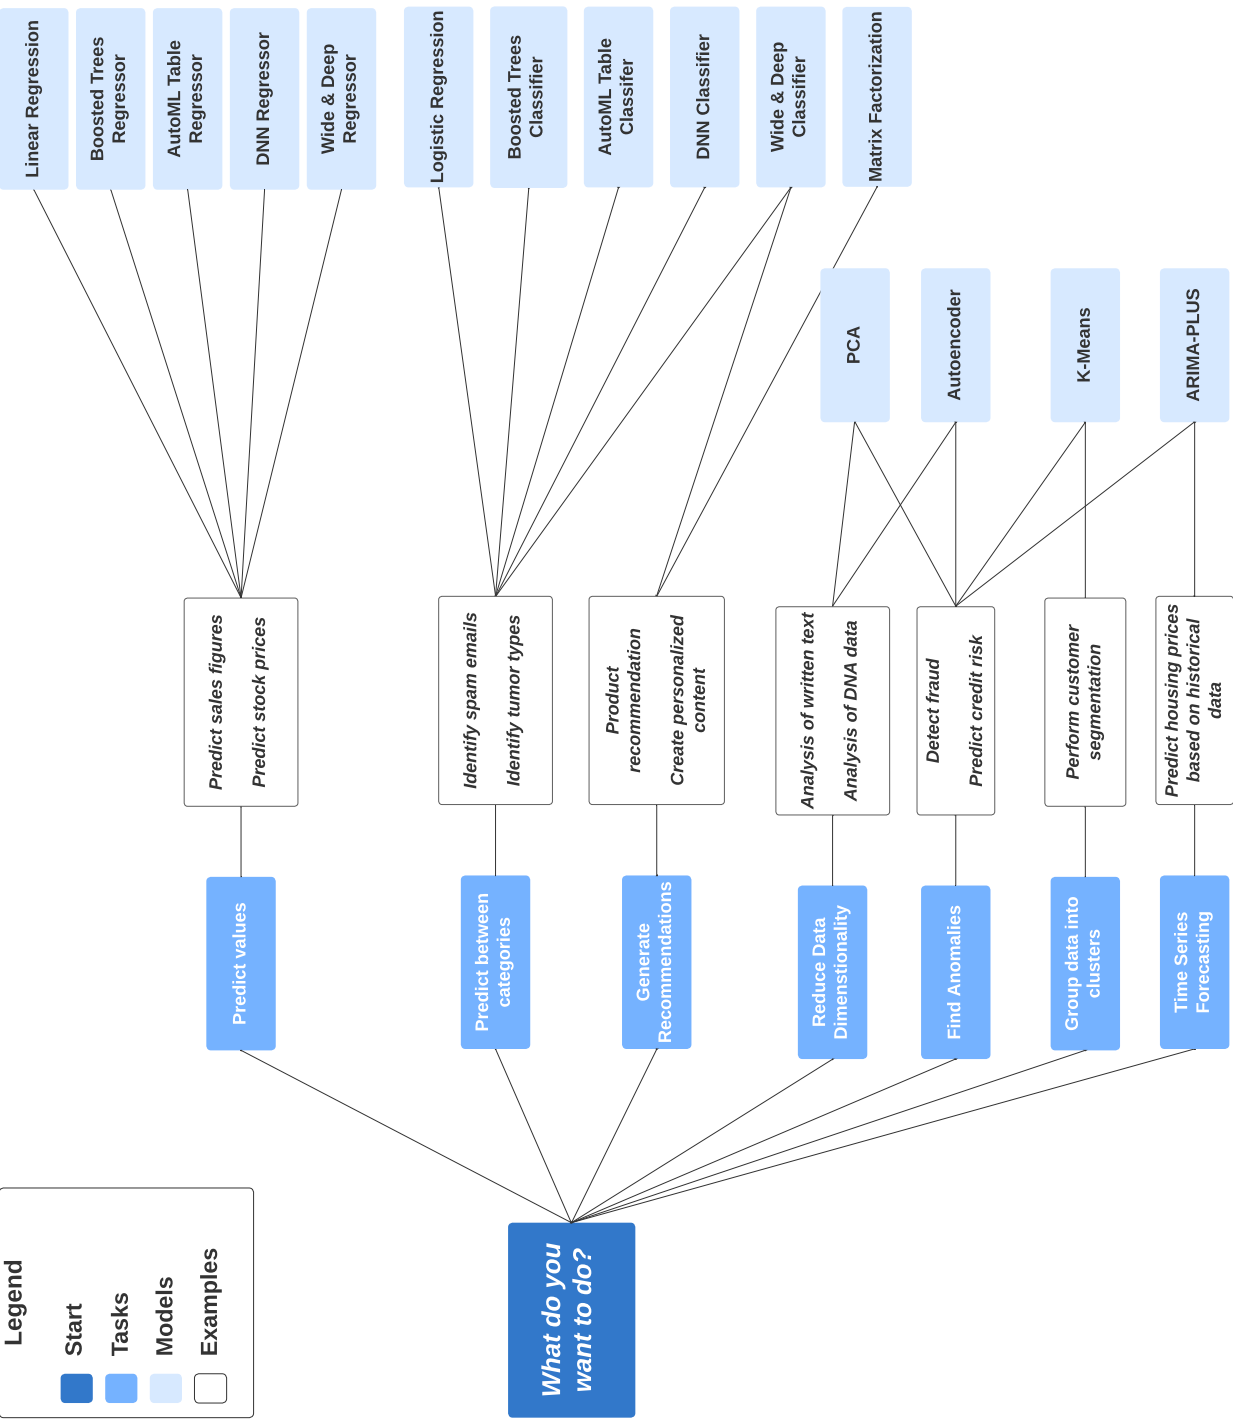 Legend
Start
Tasks
Models
Examples
What do you
want to do?
Predict values
Predict between
categories
Generate
Recommendations
Reduce Data
Dimenstionality
Find Anomalies
Group data into
clusters
Time Series
Forecasting
Predict sales figures
Predict stock prices
Identify spam emails
Identify tumor types
Product
recommendation
Create personalized
content
Analysis of written text
Analysis of DNA data
Detect fraud
Predict credit risk
Perform customer
segmentation
Predict housing prices
based on historical
data
Linear Regression
Boosted Trees
Regressor
AutoML Table
Regressor
DNN Regressor
Wide & Deep
Regressor
Logistic Regression
Boosted Trees
Classifier
AutoML Table
Classifer
DNN Classifier
Wide & Deep
Classifier
Matrix Factorization
PCA
Autoencoder
K-Means
ARIMA-PLUS